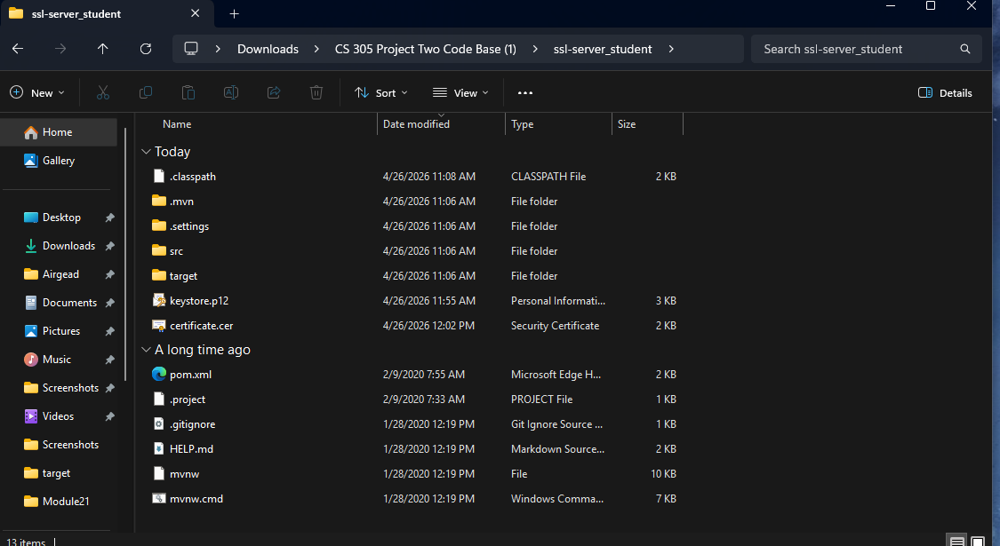 ssl-server_student
Downloads > CS 305 Project Two Code Base (1) > ssl-server_student >
Search ssl-server_student
New
Sort
View
Details
Home
Gallery
Desktop
Downloads
Airgead
Documents
Pictures
Music
Screenshots
Videos
Screenshots
target
Module21
Name Date modified Type Size
Today
.classpath 4/26/2026 11:08 AM CLASSPATH File 2 KB
.mvn 4/26/2026 11:06 AM File folder
.settings 4/26/2026 11:06 AM File folder
src 4/26/2026 11:06 AM File folder
target 4/26/2026 11:06 AM File folder
keystore.p12 4/26/2026 11:55 AM Personal Informati... 3 KB
certificate.cer 4/26/2026 12:02 PM Security Certificate 2 KB
A long time ago
pom.xml 2/9/2020 7:55 AM Microsoft Edge H... 2 KB
.project 2/9/2020 7:33 AM PROJECT File 1 KB
.gitignore 1/28/2020 12:19 PM Git Ignore Source ... 1 KB
HELP.md 1/28/2020 12:19 PM Markdown Source... 2 KB
mvnw 1/28/2020 12:19 PM File 10 KB
mvnw.cmd 1/28/2020 12:19 PM Windows Comma... 7 KB
13 items